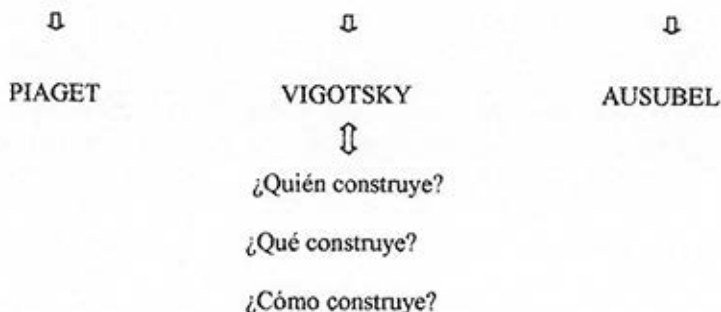 PIAGET VIGOTSKY AUSUBEL
¿Quién construye?
¿Qué construye?
¿Cómo construye?